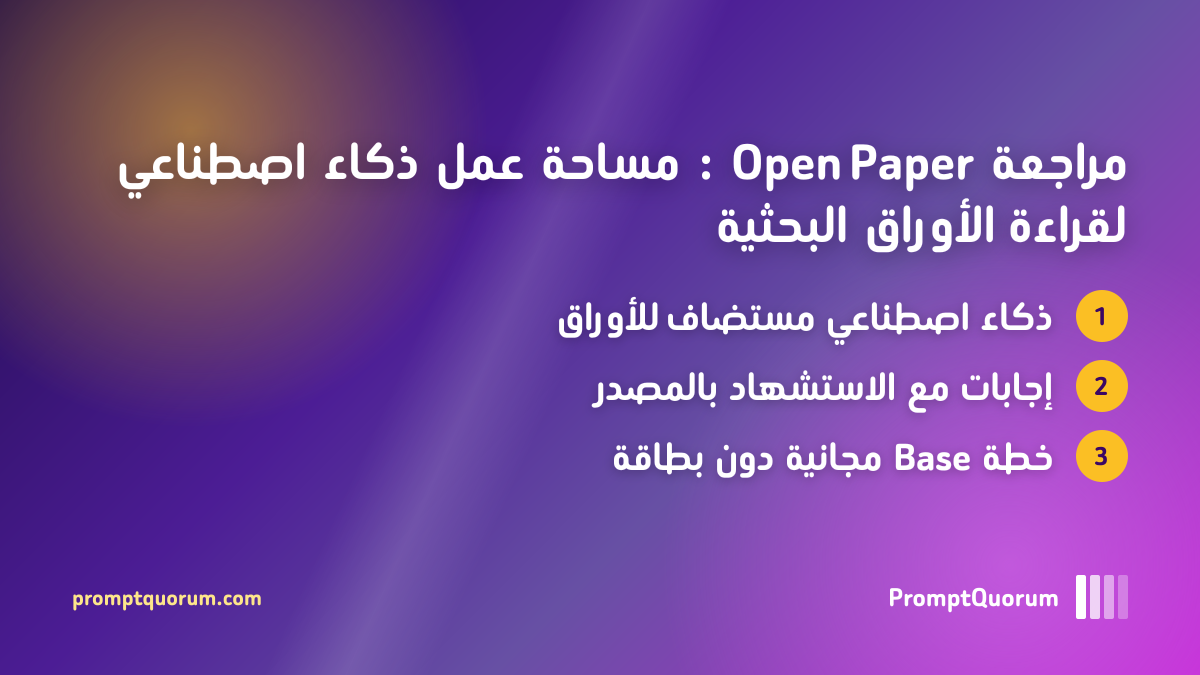 مراجعة Open Paper : مساحة عمل ذكاء اصطناعي
لقراءة الأوراق البحثية
1 ذكاء اصطناعي مستضاف للأوراق
2 إجابات مع الاستشهاد بالمصدر
3 خطة Base مجانية دون بطاقة
PromptQuorum
promptquorum.com